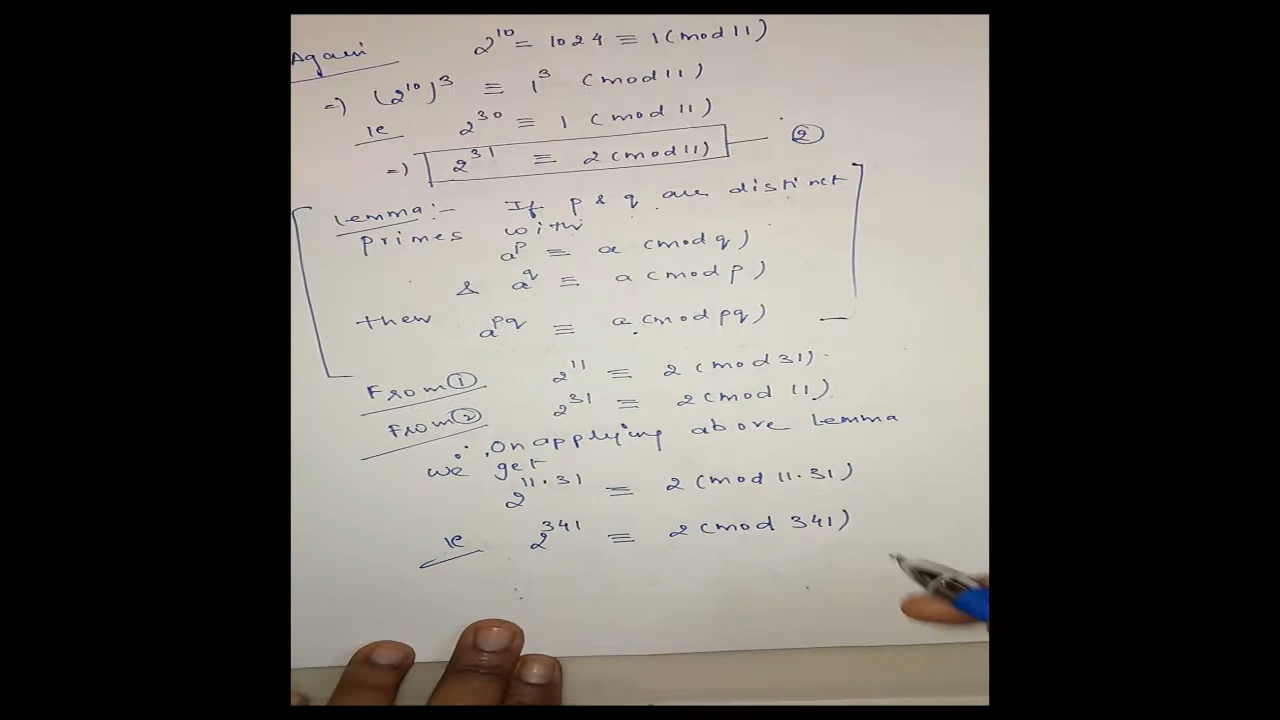 Again 2^10 = 1024 ≡ 1 (mod 11)
=) (2^10)^3 ≡ 1^3 (mod 11)
ie 2^30 ≡ 1 (mod 11)
=) 2^31 ≡ 2 (mod 11) — ②
Lemma:- If p & q are distinct
primes with
a^p ≡ a (mod q)
& a^q ≡ a (mod p)
then a^pq ≡ a (mod pq) —
From ① 2^11 ≡ 2 (mod 31).
From ② 2^31 ≡ 2 (mod 11)
∴ On applying above Lemma
we get
2^11.31 ≡ 2 (mod 11.31)
ie 2^341 ≡ 2 (mod 341)